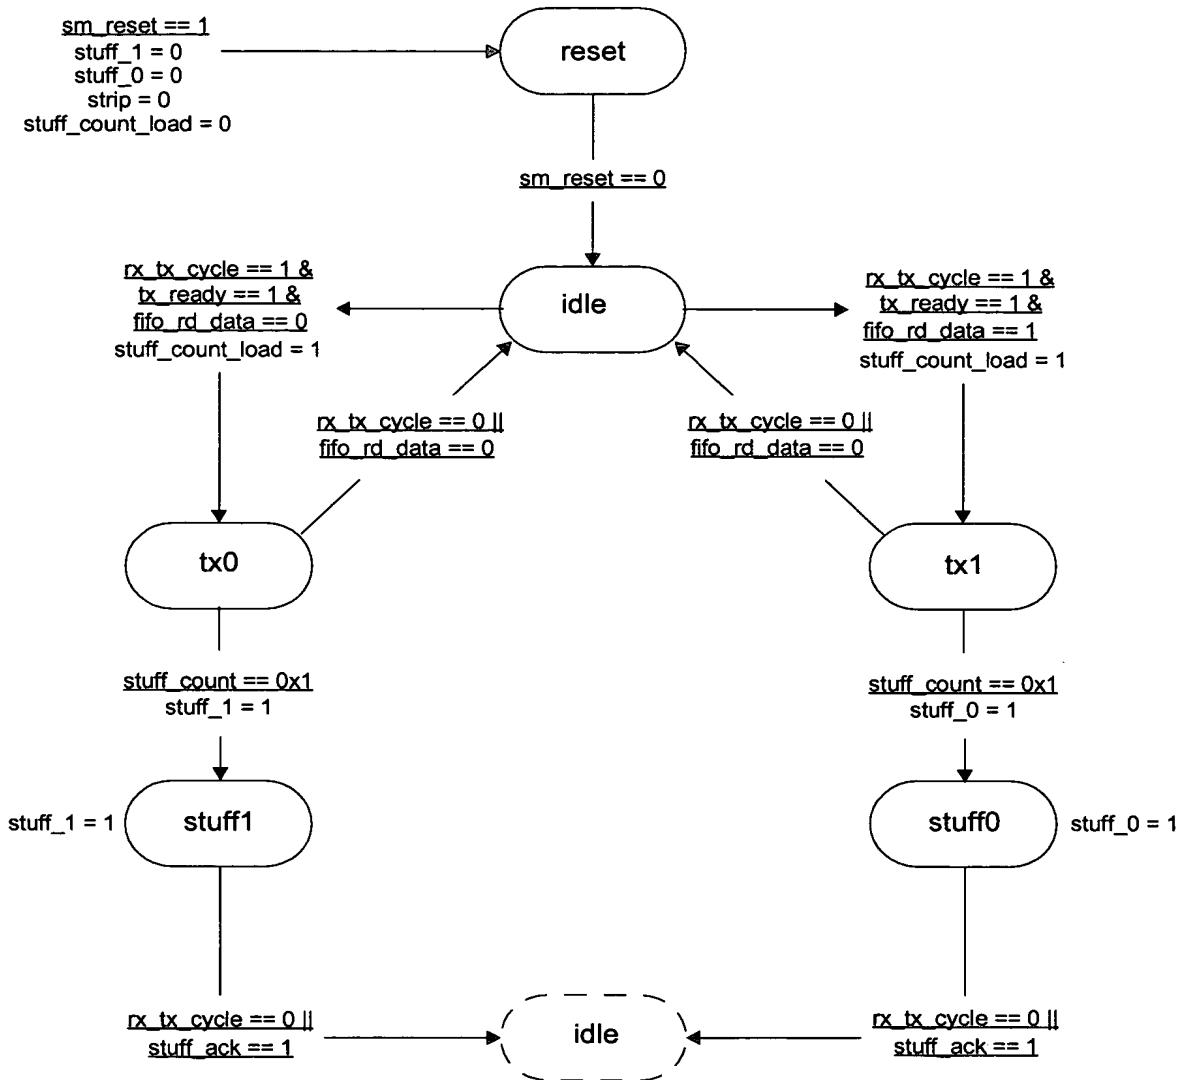 sm_reset == 1
stuff_1 = 0
stuff_0 = 0
strip = 0
stuff_count_load = 0
reset
sm_reset == 0
rx_tx_cycle == 1 &
tx_ready == 1 &
fifo_rd_data == 0
stuff_count_load = 1
idle
rx_tx_cycle == 1 &
tx_ready == 1 &
fifo_rd_data == 1
stuff_count_load = 1
rx_tx_cycle == 0 ||
fifo_rd_data == 0
rx_tx_cycle == 0 ||
fifo_rd_data == 0
tx0
tx1
stuff_count == 0x1
stuff_1 = 1
stuff_count == 0x1
stuff_0 = 1
stuff_1 = 1
stuff1
stuff0
stuff_0 = 1
rx_tx_cycle == 0 ||
stuff_ack == 1
idle
rx_tx_cycle == 0 ||
stuff_ack == 1